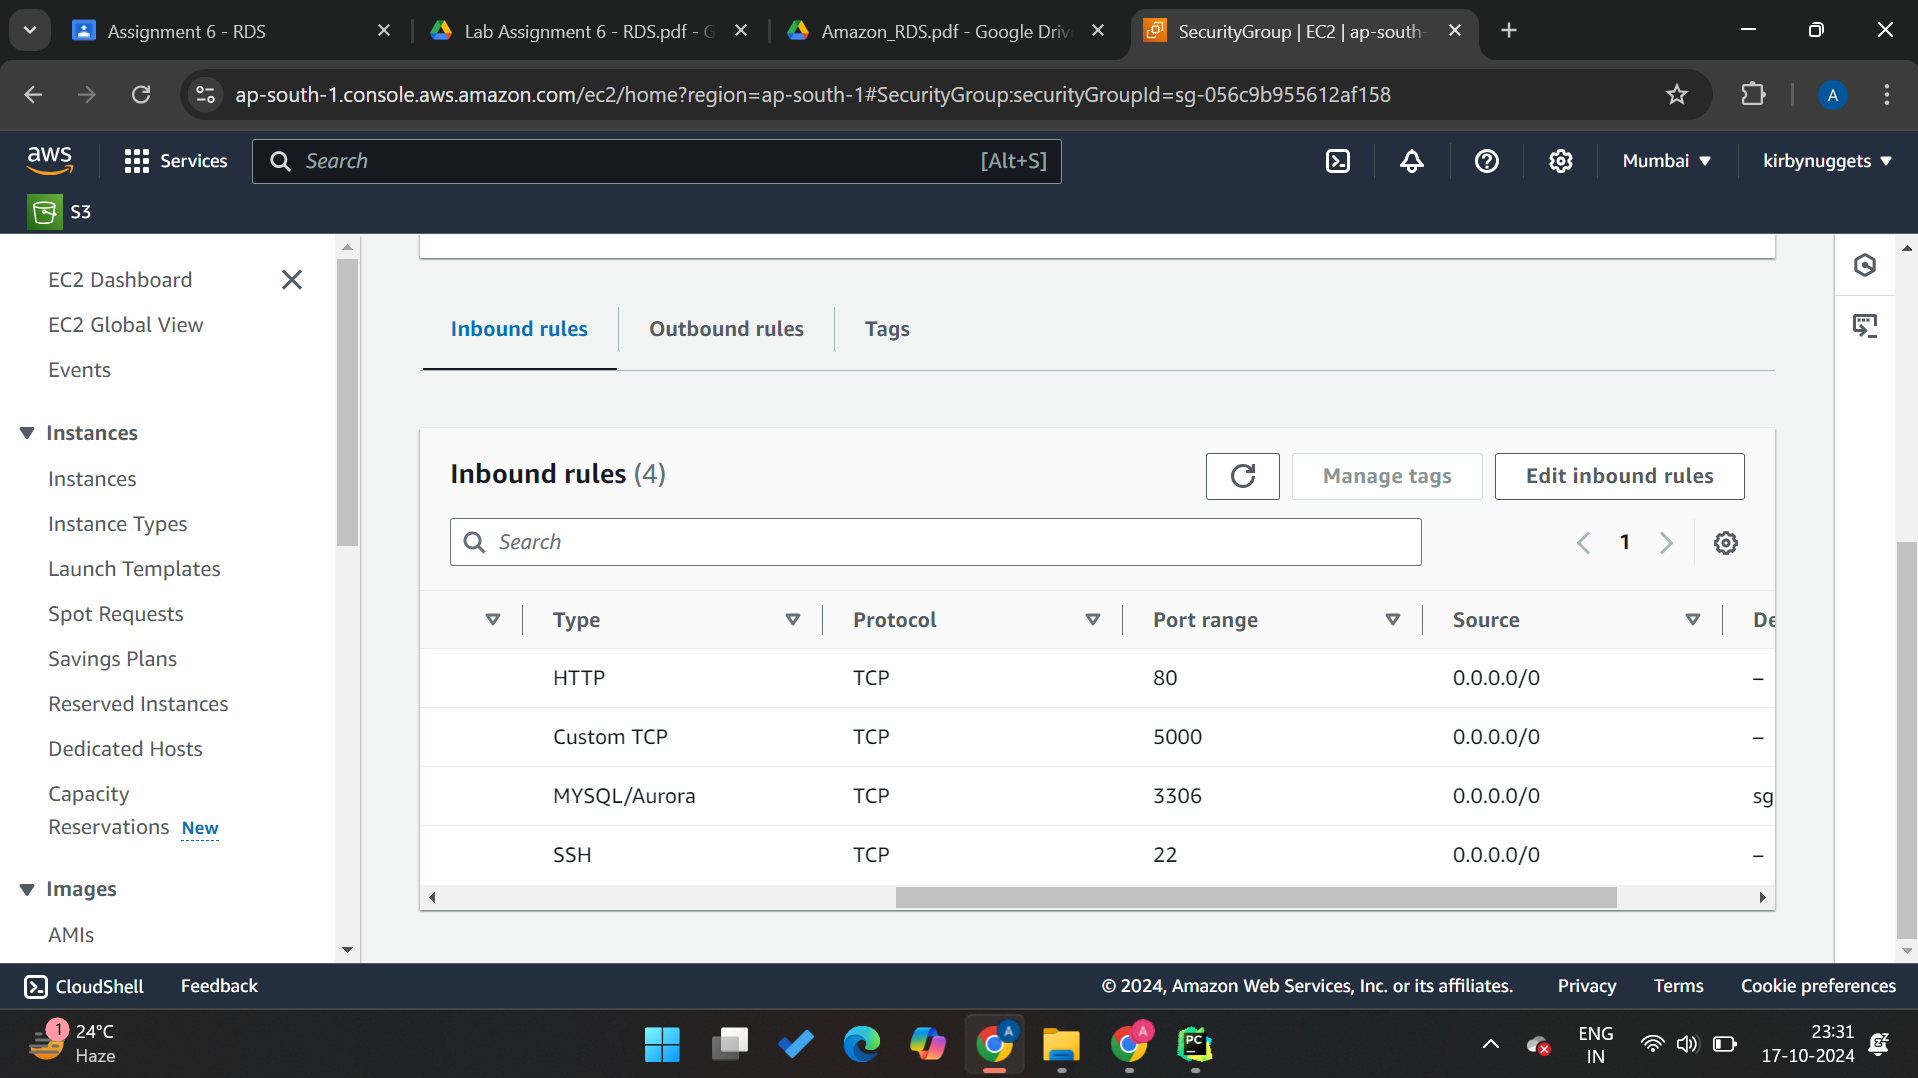 Assignment 6 - RDS
Lab Assignment 6 - RDS.pdf - G
Amazon_RDS.pdf - Google Driv
SecurityGroup | EC2 | ap-south-
ap-south-1.console.aws.amazon.com/ec2/home?region=ap-south-1#SecurityGroup:securityGroupId=sg-056c9b955612af158
A
aws
Services
Search
[Alt+S]
Mumbai
kirbynuggets
S3
EC2 Dashboard
EC2 Global View
Events
Instances
Instances
Instance Types
Launch Templates
Spot Requests
Savings Plans
Reserved Instances
Dedicated Hosts
Capacity
Reservations New
Images
AMIs
Inbound rules
Outbound rules
Tags
Inbound rules (4)
Manage tags
Edit inbound rules
Search
1
Type Protocol Port range Source De
HTTP TCP 80 0.0.0.0/0 –
Custom TCP TCP 5000 0.0.0.0/0 –
MYSQL/Aurora TCP 3306 0.0.0.0/0 sg
SSH TCP 22 0.0.0.0/0 –
CloudShell
Feedback
© 2024, Amazon Web Services, Inc. or its affiliates.
Privacy
Terms
Cookie preferences
1
24°C
Haze
A
A
PC
ENG
IN
23:31
17-10-2024